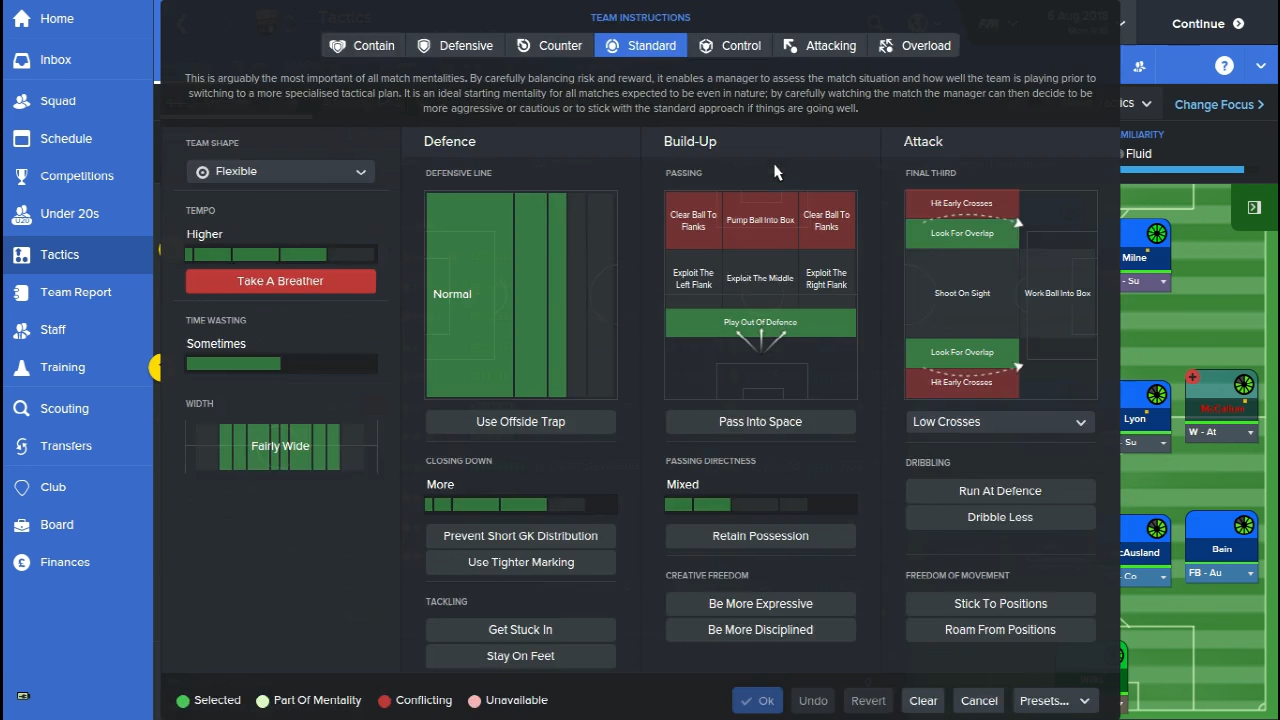 Home
Inbox
Squad
Schedule
Competitions
Under 20s
Tactics
Team Report
Staff
Training
Scouting
Transfers
Club
Board
Finances
Tactics
6 Aug 2018
Continue
TEAM INSTRUCTIONS
Contain
Defensive
Counter
Standard
Control
Attacking
Overload
This is arguably the most important of all match mentalities. By carefully balancing risk and reward, it enables a manager to assess the match situation and how well the team is playing prior to
switching to a more specialised tactical plan. It is an ideal starting mentality for all matches expected to be even in nature; by carefully watching the match the manager can then decide to be
more aggressive or cautious or to stick with the standard approach if things are going well.
TEAM SHAPE
Flexible
TEMPO
Higher
Take A Breather
TIME WASTING
Sometimes
WIDTH
Fairly Wide
Defence
DEFENSIVE LINE
Normal
Use Offside Trap
CLOSING DOWN
More
Prevent Short GK Distribution
Use Tighter Marking
TACKLING
Get Stuck In
Stay On Feet
Build-Up
PASSING
Clear Ball To
Flanks
Pump Ball Into Box
Clear Ball To
Flanks
Exploit The
Left Flank
Exploit The Middle
Exploit The
Right Flank
Play Out Of Defence
Pass Into Space
PASSING DIRECTNESS
Mixed
Retain Possession
CREATIVE FREEDOM
Be More Expressive
Be More Disciplined
Attack
FINAL THIRD
Hit Early Crosses
Look For Overlap
Shoot On Sight
Work Ball Into Box
Look For Overlap
Hit Early Crosses
Low Crosses
DRIBBLING
Run At Defence
Dribble Less
FREEDOM OF MOVEMENT
Stick To Positions
Roam From Positions
Selected
Part Of Mentality
Conflicting
Unavailable
Ok
Undo
Revert
Clear
Cancel
Presets...
tics
Change Focus >
MILIARITY
Fluid
Milne
- Su
Lyon
Su
McCallum
W - At
cAusland
- Co
Bain
FB - Au